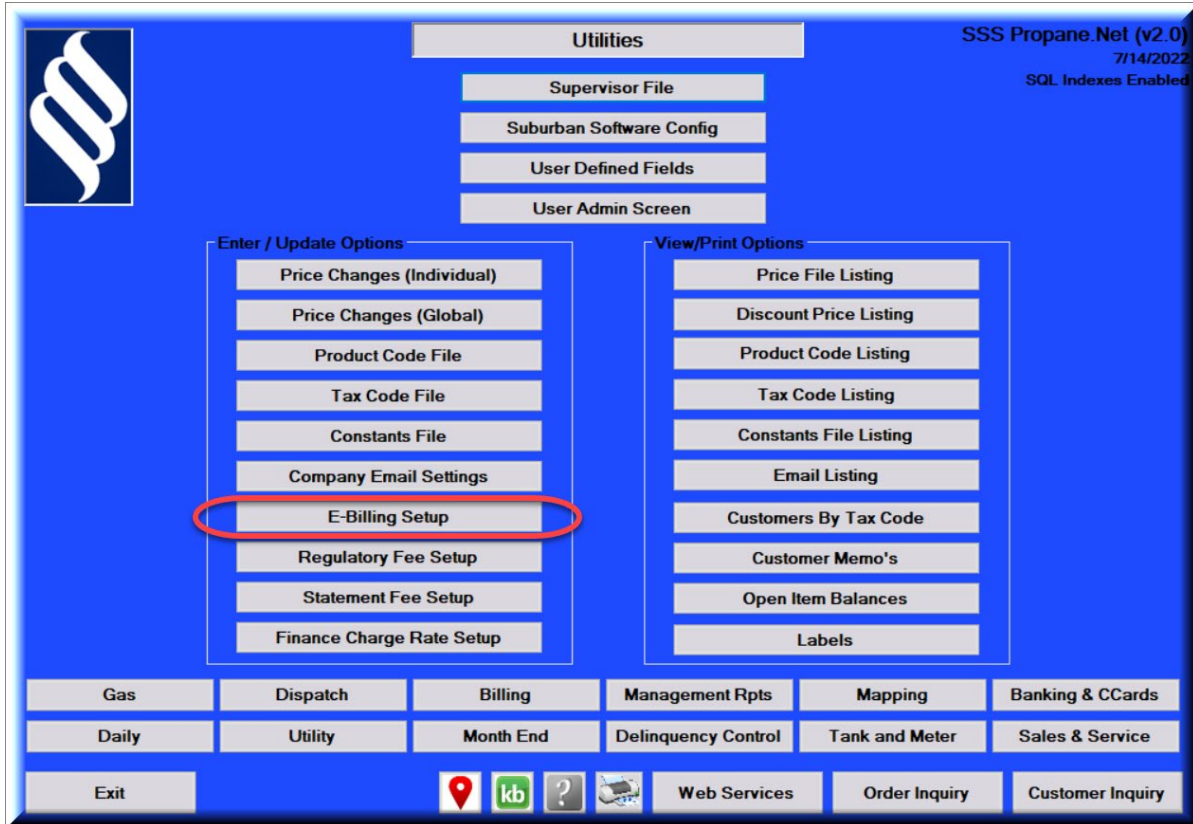 Utilities
SSS Propane.Net (v2.0)
7/14/2022
SQL Indexes Enabled
Supervisor File
Suburban Software Config
User Defined Fields
User Admin Screen
Enter / Update Options
Price Changes (Individual)
Price Changes (Global)
Product Code File
Tax Code File
Constants File
Company Email Settings
E-Billing Setup
Regulatory Fee Setup
Statement Fee Setup
Finance Charge Rate Setup
View/Print Options
Price File Listing
Discount Price Listing
Product Code Listing
Tax Code Listing
Constants File Listing
Email Listing
Customers By Tax Code
Customer Memo's
Open Item Balances
Labels
Gas Dispatch Billing Management Rpts Mapping Banking & CCards
Daily Utility Month End Delinquency Control Tank and Meter Sales & Service
Exit kb ? Web Services Order Inquiry Customer Inquiry